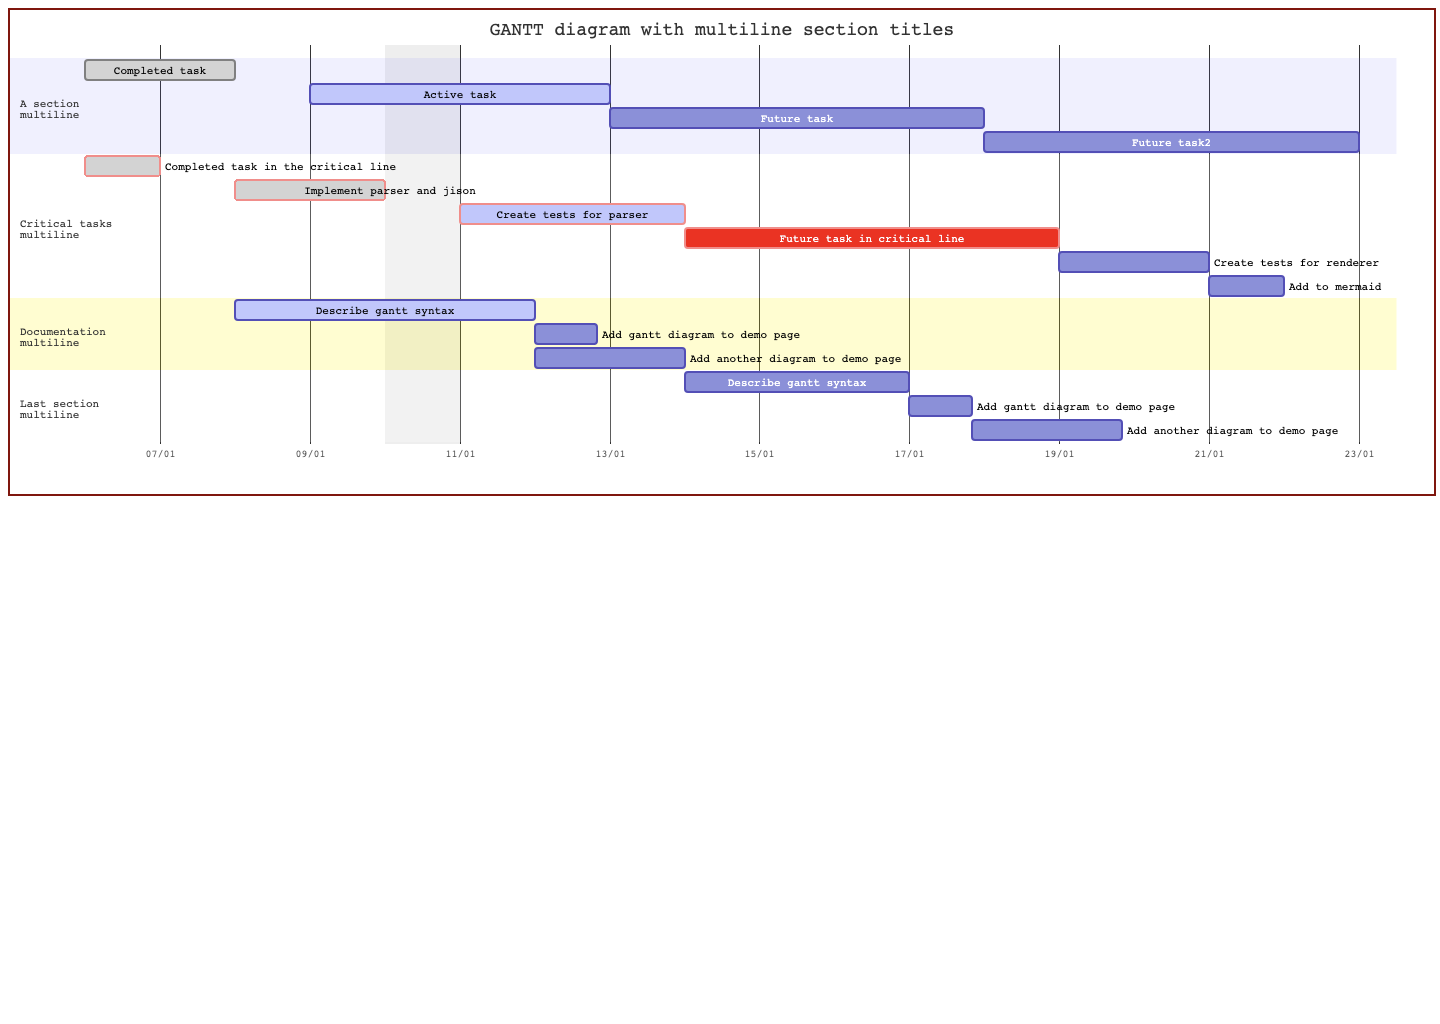 GANTT diagram with multiline section titles
Completed task
Active task
A section
multiline
Future task
Future task2
Completed task in the critical line
Implement parser and jison
Create tests for parser
Critical tasks
multiline
Future task in critical line
Create tests for renderer
Add to mermaid
Describe gantt syntax
Documentation
multiline
Add gantt diagram to demo page
Add another diagram to demo page
Describe gantt syntax
Last section
multiline
Add gantt diagram to demo page
Add another diagram to demo page
07/01 09/01 11/01 13/01 15/01 17/01 19/01 21/01 23/01